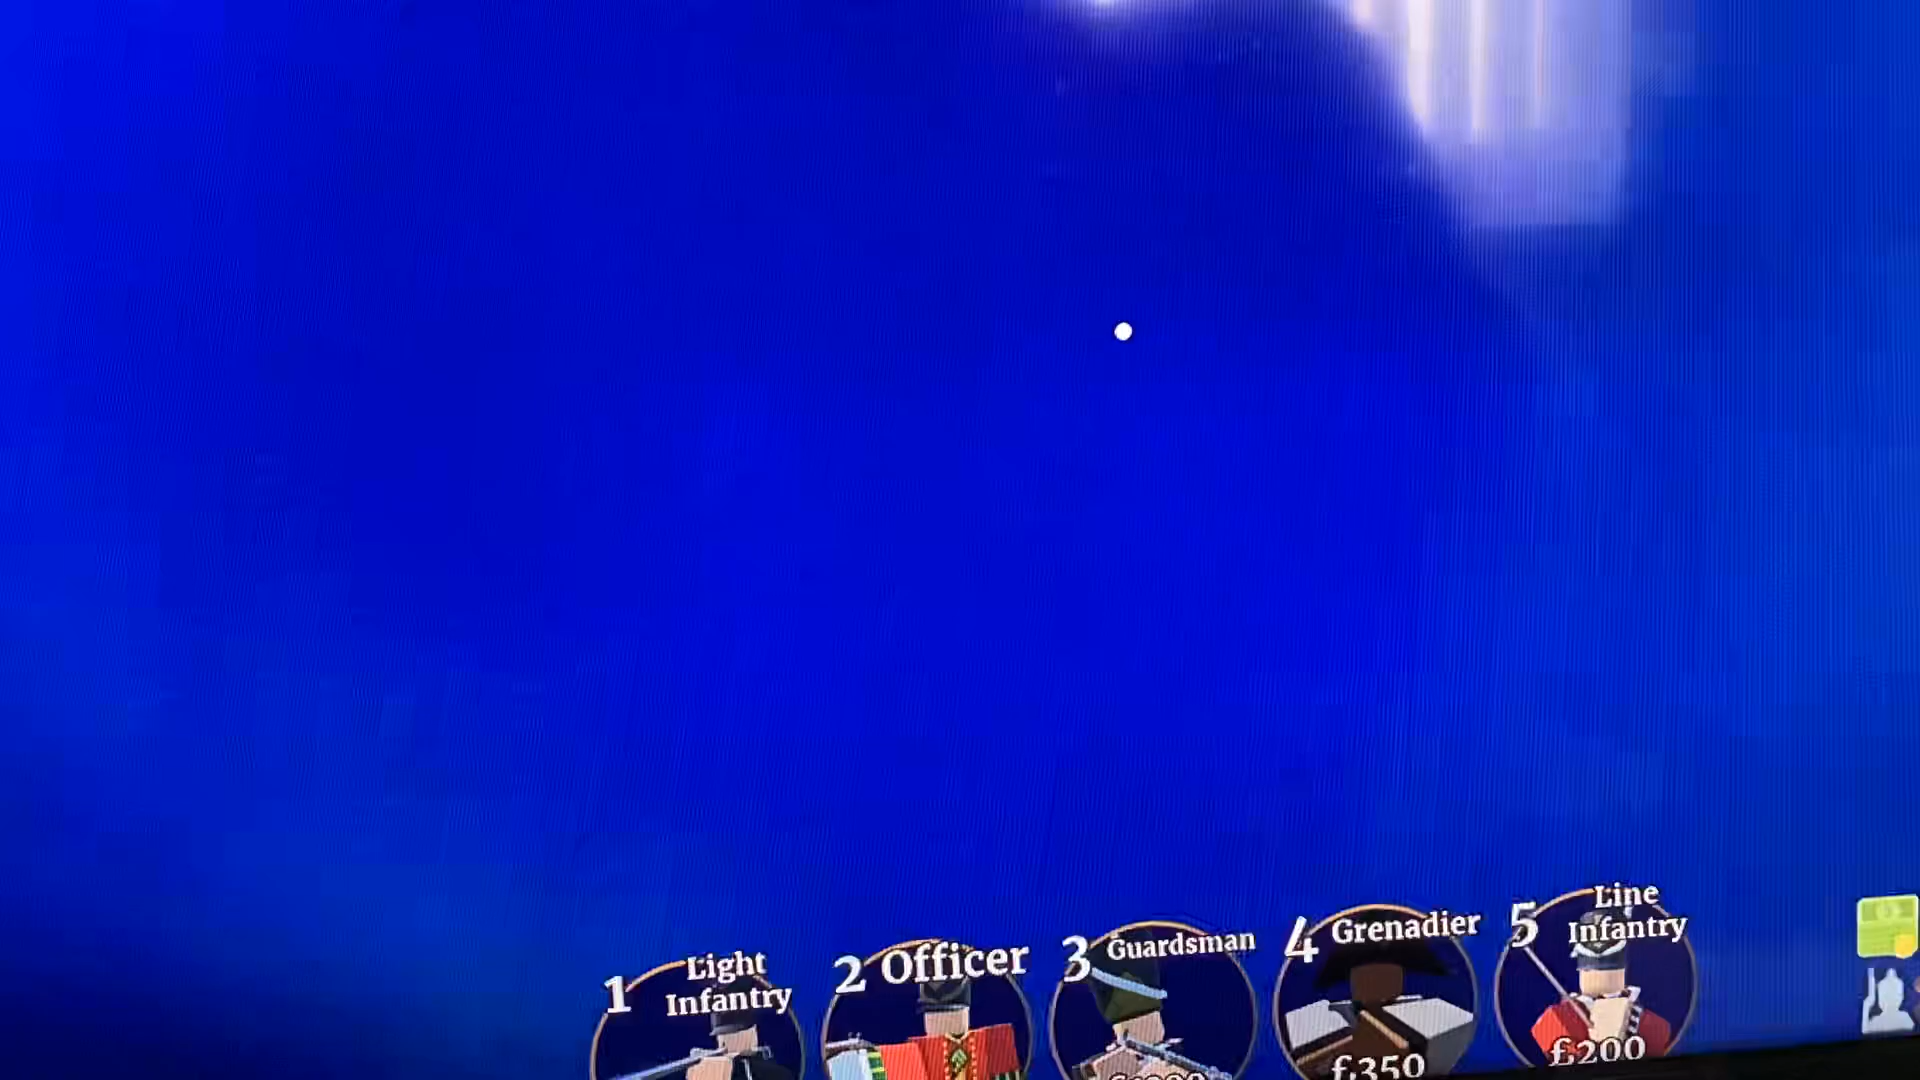 1 Light
Infantry
2 Officer
3 Guardsman
4 Grenadier
5 Line
Infantry
£350
£200